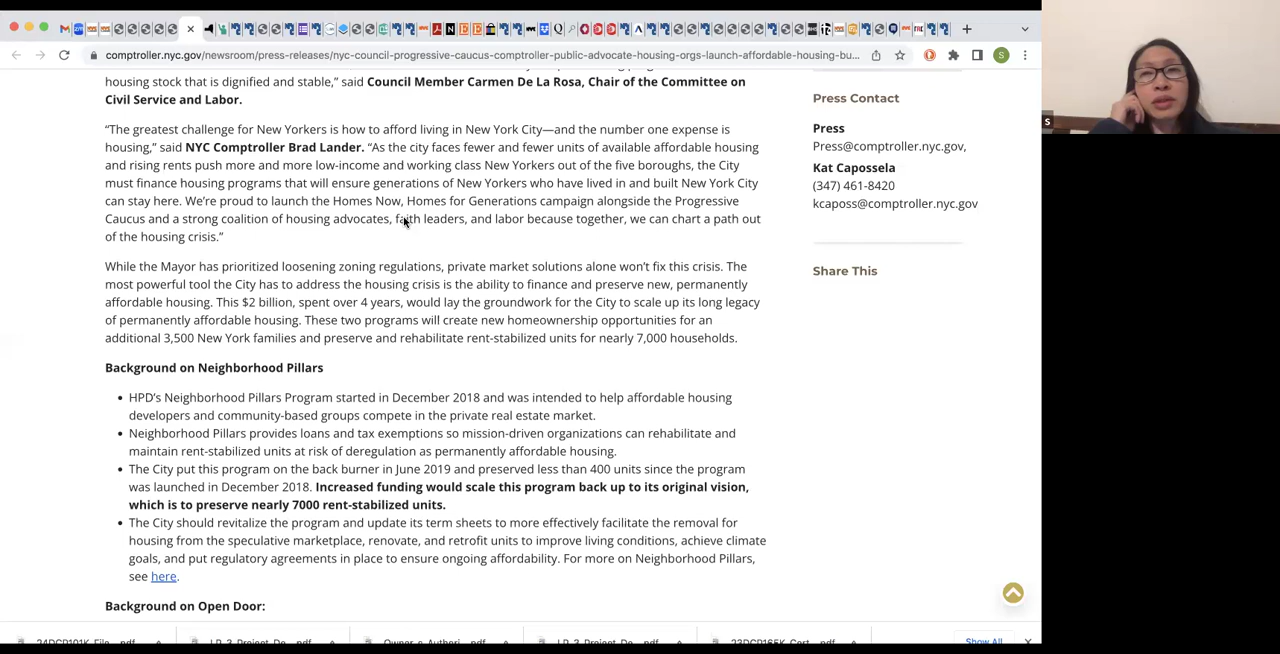 comptroller.nyc.gov/newsroom/press-releases/nyc-council-progressive-caucus-comptroller-public-advocate-housing-orgs-launch-affordable-housing-bu...
S
housing stock that is dignified and stable,” said Council Member Carmen De La Rosa, Chair of the Committee on
Civil Service and Labor.
“The greatest challenge for New Yorkers is how to afford living in New York City—and the number one expense is
housing,” said NYC Comptroller Brad Lander. “As the city faces fewer and fewer units of available affordable housing
and rising rents push more and more low-income and working class New Yorkers out of the five boroughs, the City
must finance housing programs that will ensure generations of New Yorkers who have lived in and built New York City
can stay here. We’re proud to launch the Homes Now, Homes for Generations campaign alongside the Progressive
Caucus and a strong coalition of housing advocates, faith leaders, and labor because together, we can chart a path out
of the housing crisis.”
While the Mayor has prioritized loosening zoning regulations, private market solutions alone won’t fix this crisis. The
most powerful tool the City has to address the housing crisis is the ability to finance and preserve new, permanently
affordable housing. This $2 billion, spent over 4 years, would lay the groundwork for the City to scale up its long legacy
of permanently affordable housing. These two programs will create new homeownership opportunities for an
additional 3,500 New York families and preserve and rehabilitate rent-stabilized units for nearly 7,000 households.
Background on Neighborhood Pillars
• HPD’s Neighborhood Pillars Program started in December 2018 and was intended to help affordable housing
developers and community-based groups compete in the private real estate market.
• Neighborhood Pillars provides loans and tax exemptions so mission-driven organizations can rehabilitate and
maintain rent-stabilized units at risk of deregulation as permanently affordable housing.
• The City put this program on the back burner in June 2019 and preserved less than 400 units since the program
was launched in December 2018. Increased funding would scale this program back up to its original vision,
which is to preserve nearly 7000 rent-stabilized units.
• The City should revitalize the program and update its term sheets to more effectively facilitate the removal for
housing from the speculative marketplace, renovate, and retrofit units to improve living conditions, achieve climate
goals, and put regulatory agreements in place to ensure ongoing affordability. For more on Neighborhood Pillars,
see here.
Background on Open Door:
Press Contact
Press
Press@comptroller.nyc.gov,
Kat Capossela
(347) 461-8420
kcaposs@comptroller.nyc.gov
Share This
S
Show All